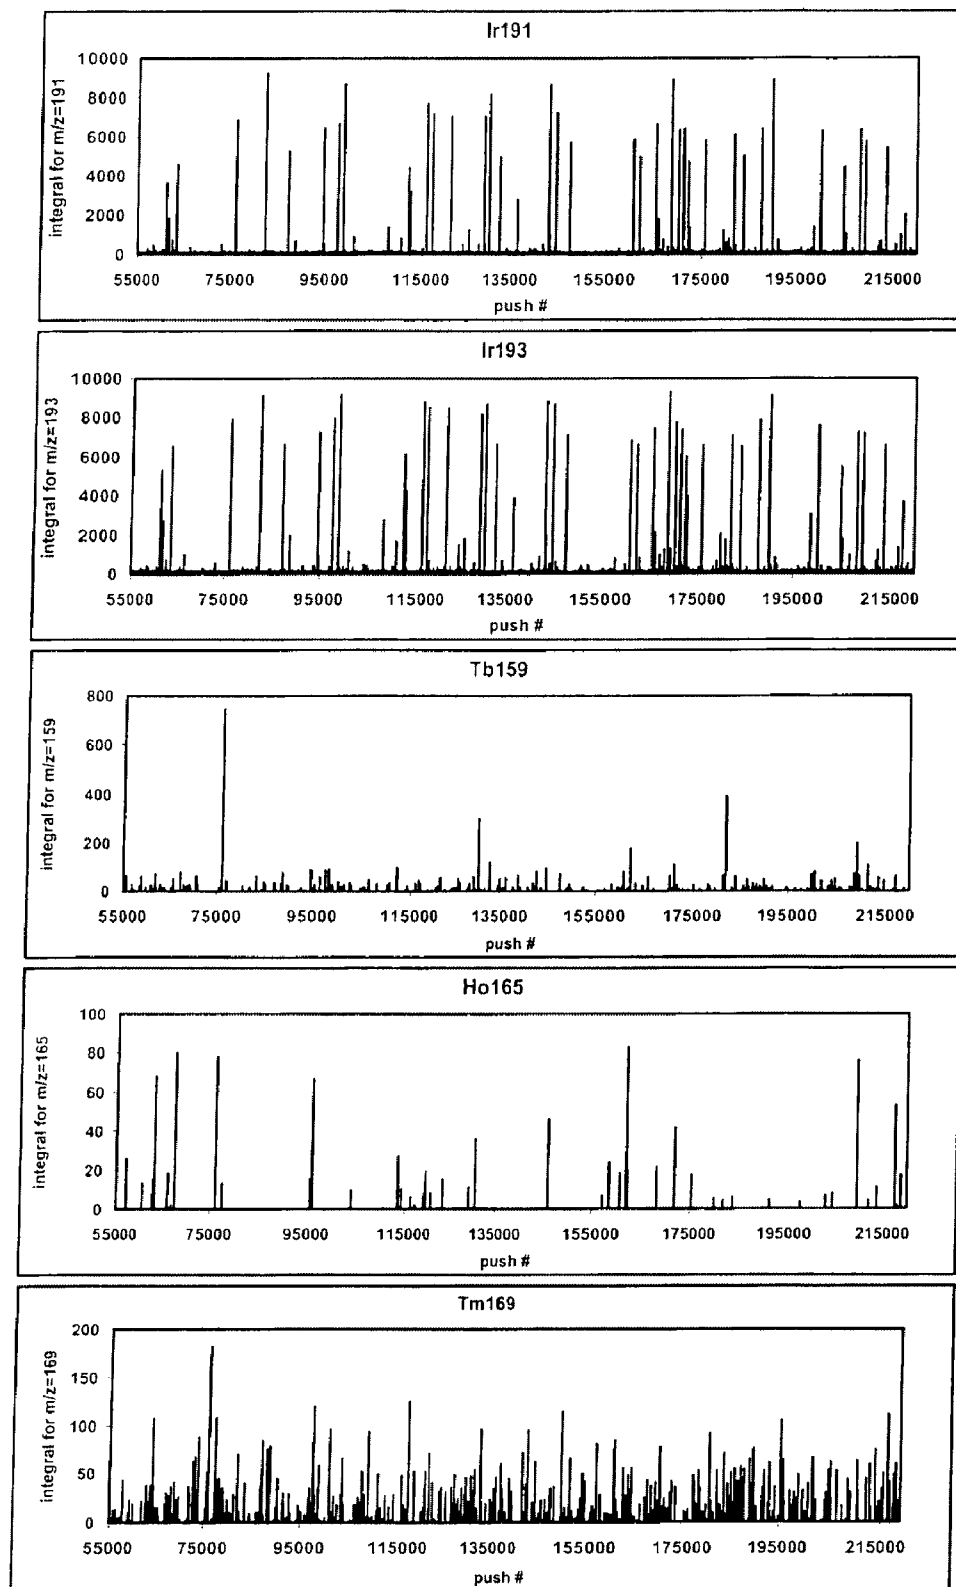 Ir191
10000
8000
6000
4000
2000
0
integral for m/z=191
55000 75000 95000 115000 135000 155000 175000 195000 215000
push #
Ir193
10000
8000
6000
4000
2000
0
integral for m/z=193
55000 75000 95000 115000 135000 155000 175000 195000 215000
push #
Tb159
800
600
400
200
0
integral for m/z=159
55000 75000 95000 115000 135000 155000 175000 195000 215000
push #
Ho165
100
80
60
40
20
0
integral for m/z=165
55000 75000 95000 115000 135000 155000 175000 195000 215000
push #
Tm169
200
150
100
50
0
integral for m/z=169
55000 75000 95000 115000 135000 155000 175000 195000 215000
push #